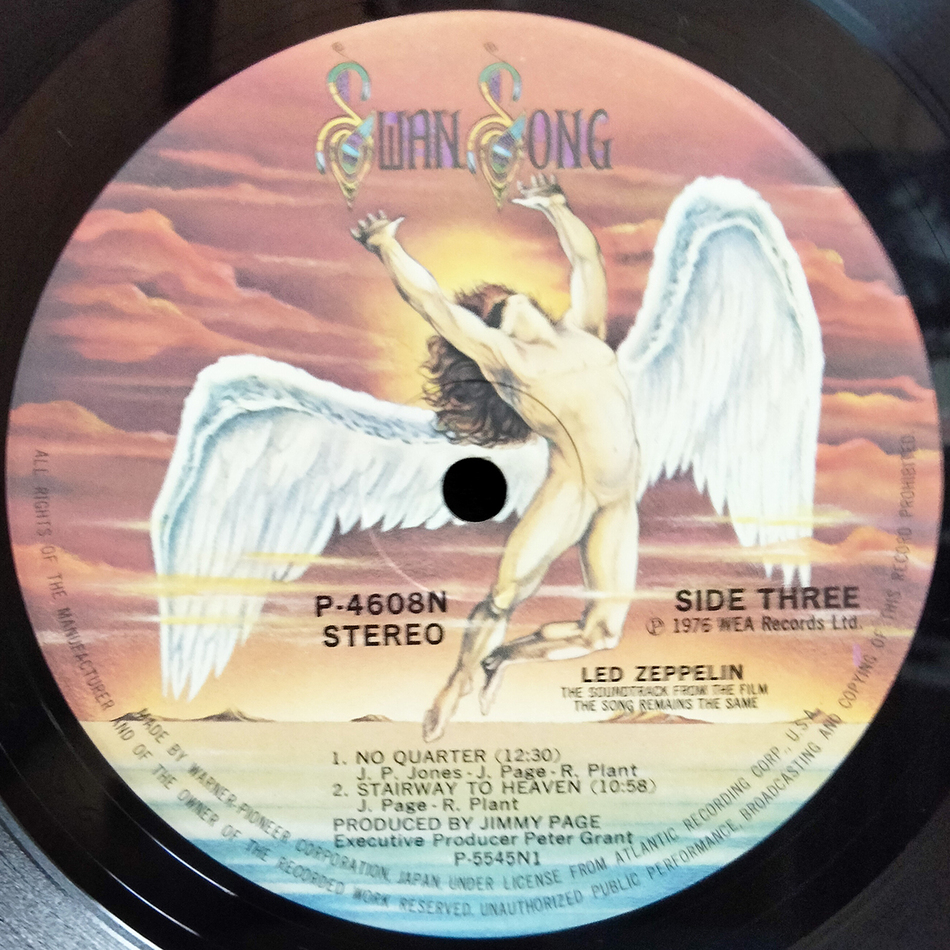 SWAN SONG
P-4608N
STEREO
SIDE THREE
Ⓟ 1976 WEA Records Ltd.
LED ZEPPELIN
THE SOUNDTRACK FROM THE FILM
THE SONG REMAINS THE SAME
1. NO QUARTER (12:30)
J. P. Jones - J. Page - R. Plant
2. STAIRWAY TO HEAVEN (10:58)
J. Page - R. Plant
PRODUCED BY JIMMY PAGE
Executive Producer Peter Grant
P-5545N1
MADE BY WARNER-PIONEER CORPORATION, JAPAN, UNDER LICENSE FROM ATLANTIC RECORDING CORP., U.S.A.
ALL RIGHTS OF THE MANUFACTURER AND OF THE OWNER OF THE RECORDED WORK RESERVED. UNAUTHORIZED PUBLIC PERFORMANCE, BROADCASTING AND COPYING OF THIS RECORD PROHIBITED